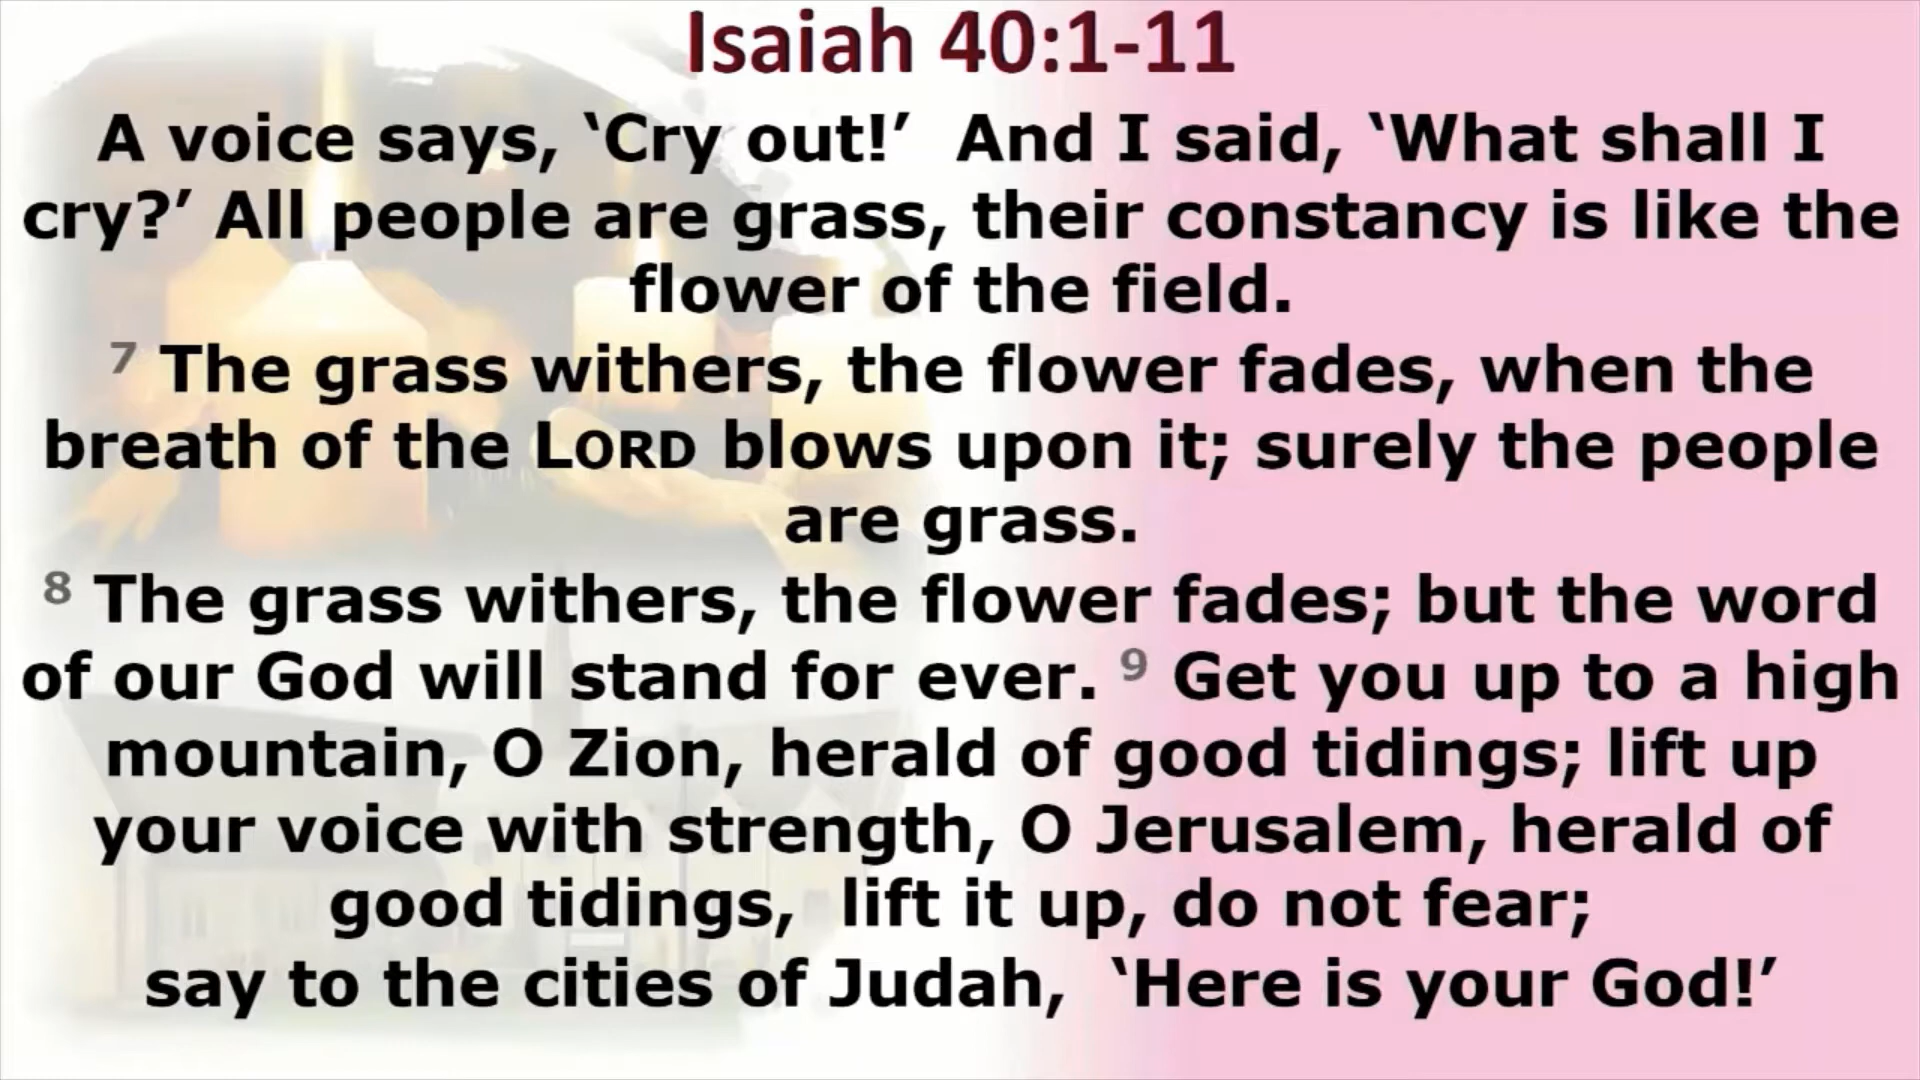 Isaiah 40:1-11
A voice says, ‘Cry out!’  And I said, ‘What shall I
cry?’ All people are grass, their constancy is like the
flower of the field.
7 The grass withers, the flower fades, when the
breath of the LORD blows upon it; surely the people
are grass.
8 The grass withers, the flower fades; but the word
of our God will stand for ever. 9 Get you up to a high
mountain, O Zion, herald of good tidings; lift up
your voice with strength, O Jerusalem, herald of
good tidings,  lift it up, do not fear;
say to the cities of Judah,  ‘Here is your God!’